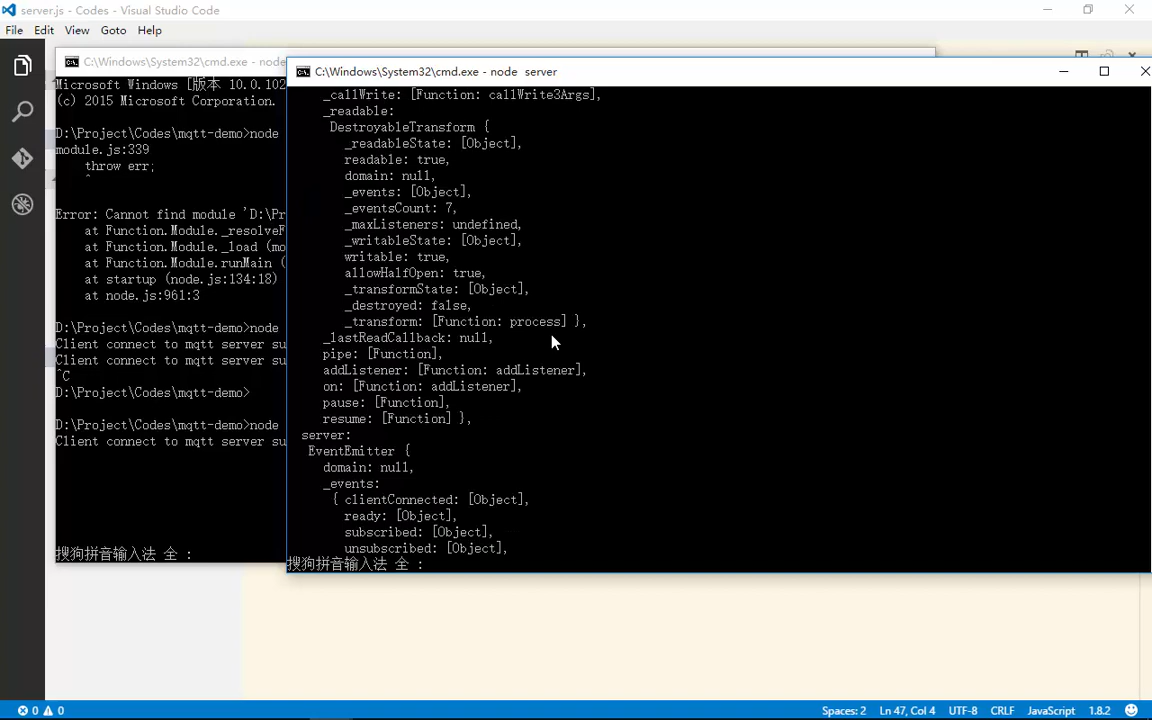 server.js - Codes - Visual Studio Code
File Edit View Goto Help
C:\Windows\System32\cmd.exe - node
Microsoft Windows [版本 10.0.102
(c) 2015 Microsoft Corporation.
D:\Project\Codes\mqtt-demo>node
module.js:339
throw err;
^
Error: Cannot find module 'D:\Pr
at Function.Module._resolveF
at Function.Module._load (mo
at Function.Module.runMain (
at startup (node.js:134:18)
at node.js:961:3
D:\Project\Codes\mqtt-demo>node
Client connect to mqtt server su
Client connect to mqtt server su
^C
D:\Project\Codes\mqtt-demo>
D:\Project\Codes\mqtt-demo>node
Client connect to mqtt server su
搜狗拼音输入法 全 :
C:\Windows\System32\cmd.exe - node server
_callWrite: [Function: callWrite3Args],
_readable:
DestroyableTransform {
_readableState: [Object],
readable: true,
domain: null,
_events: [Object],
_eventsCount: 7,
_maxListeners: undefined,
_writableState: [Object],
writable: true,
allowHalfOpen: true,
_transformState: [Object],
_destroyed: false,
_transform: [Function: process] },
_lastReadCallback: null,
pipe: [Function],
addListener: [Function: addListener],
on: [Function: addListener],
pause: [Function],
resume: [Function] },
server:
EventEmitter {
domain: null,
_events:
{ clientConnected: [Object],
ready: [Object],
subscribed: [Object],
unsubscribed: [Object],
搜狗拼音输入法 全 :
0 0 Spaces: 2 Ln 47, Col 4 UTF-8 CRLF JavaScript 1.8.2